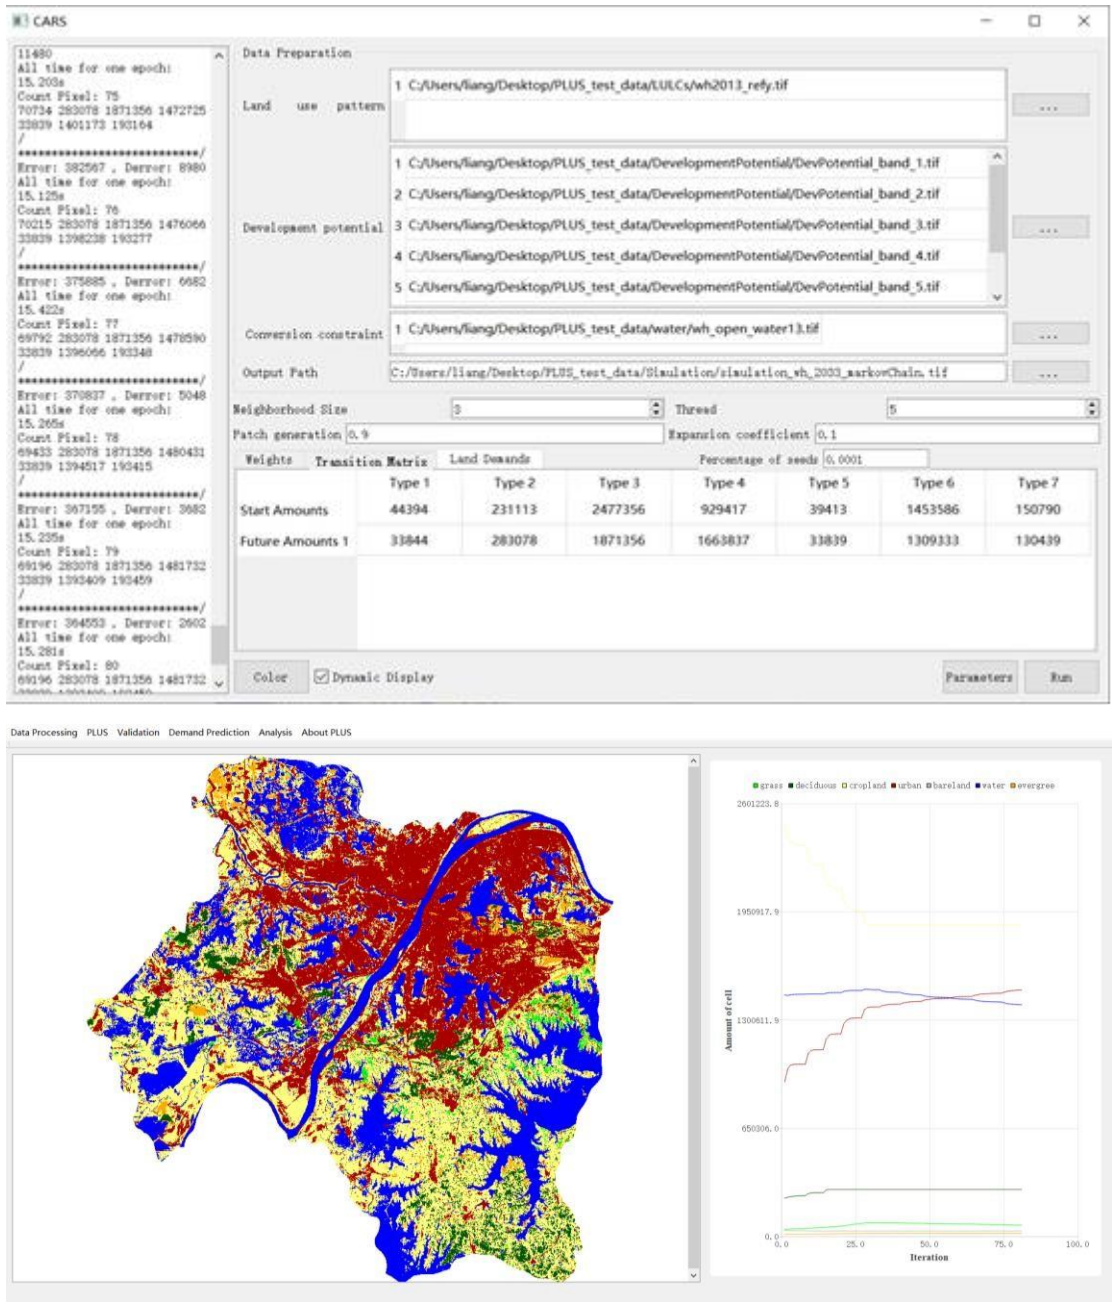 CARS
11480
All time for one epoch:
15.203s
Count Pixel: 75
70734 283078 1871356 1472725
33839 1401173 193164
/
****************************/
Error: 382567 , Derror: 8980
All time for one epoch:
15.125s
Count Pixel: 76
70215 283078 1871356 1476066
33839 1398238 193277
/
****************************/
Error: 375885 , Derror: 6682
All time for one epoch:
15.422s
Count Pixel: 77
69792 283078 1871356 1478590
33839 1396066 193348
/
****************************/
Error: 370837 , Derror: 5048
All time for one epoch:
15.265s
Count Pixel: 78
69433 283078 1871356 1480431
33839 1394517 193415
/
****************************/
Error: 367155 , Derror: 3682
All time for one epoch:
15.235s
Count Pixel: 79
69196 283078 1871356 1481732
33839 1393409 193459
/
****************************/
Error: 364553 , Derror: 2602
All time for one epoch:
15.281s
Count Pixel: 80
69196 283078 1871356 1481732
Data Preparation
Land use pattern
1 C:/Users/liang/Desktop/PLUS_test_data/LULCs/wh2013_refy.tif
...
Development potential
1 C:/Users/liang/Desktop/PLUS_test_data/DevelopmentPotential/DevPotential_band_1.tif
2 C:/Users/liang/Desktop/PLUS_test_data/DevelopmentPotential/DevPotential_band_2.tif
3 C:/Users/liang/Desktop/PLUS_test_data/DevelopmentPotential/DevPotential_band_3.tif
4 C:/Users/liang/Desktop/PLUS_test_data/DevelopmentPotential/DevPotential_band_4.tif
5 C:/Users/liang/Desktop/PLUS_test_data/DevelopmentPotential/DevPotential_band_5.tif
...
Conversion constraint
1 C:/Users/liang/Desktop/PLUS_test_data/water/wh_open_water13.tif
...
Output Path C:/Users/liang/Desktop/PLUS_test_data/Simulation/simulation_wh_2033_markovChain.tif ...
Neighborhood Size 3 Thread 5
Patch generation 0.9 Expansion coefficient 0.1
Weights Transition Matrix Land Demands Percentage of seeds 0.0001
Type 1 Type 2 Type 3 Type 4 Type 5 Type 6 Type 7
Start Amounts 44394 231113 2477356 929417 39413 1453586 150790
Future Amounts 1 33844 283078 1871356 1663837 33839 1309333 130439
Color Dynamic Display Parameters Run
Data Processing PLUS Validation Demand Prediction Analysis About PLUS
grass deciduous cropland urban bareland water evergree
2601223.8
1950917.9
1300611.9
650306.0
0.0
Amount of cell
0.0 25.0 50.0 75.0 100.0
Iteration